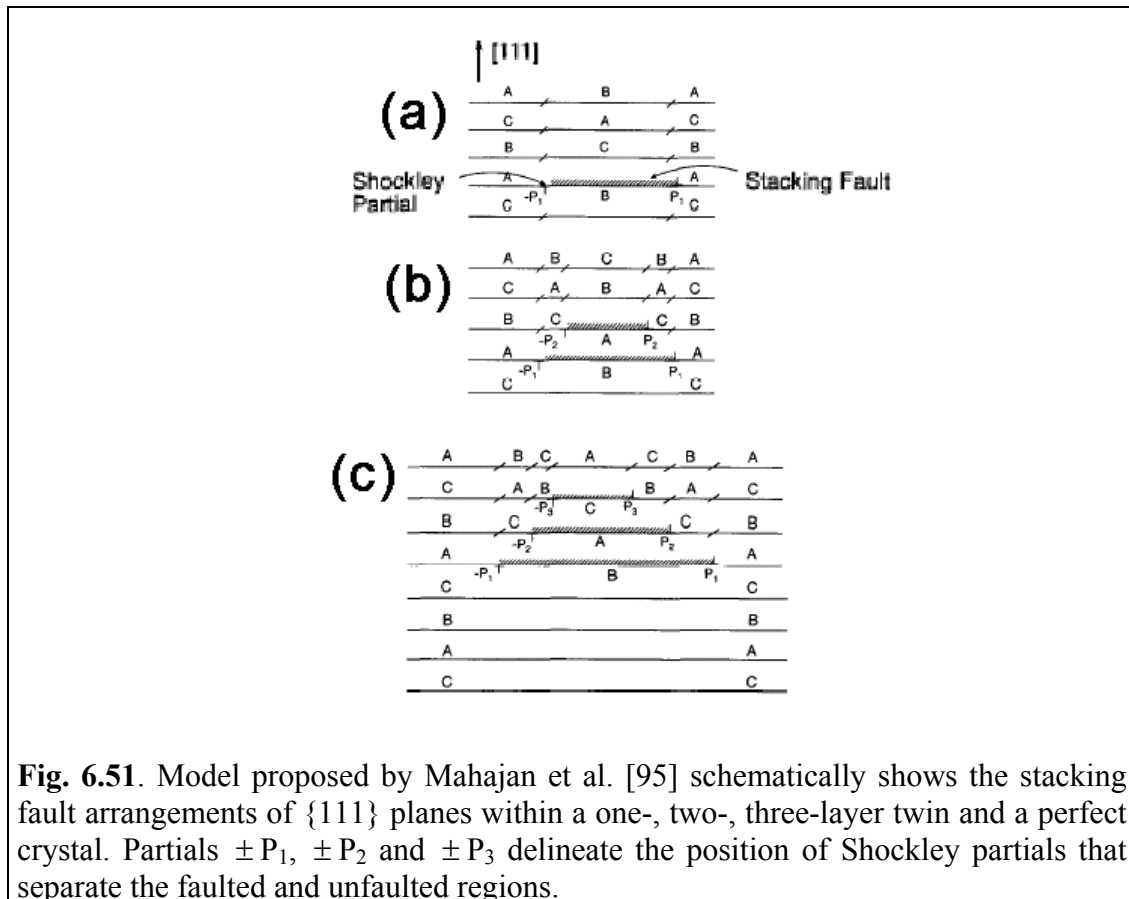 [111]
(a)
A B A
C A C
B C B
Shockley Partial
A A
Stacking Fault
-P₁ B P₁
C C
(b)
A B C B A
C A B A C
B C C B
-P₂ A P₂
A A
-P₁ B P₁
C C
(c)
A B C A C B A
C A B B A C
-P₃ C P₃
B C C B
-P₂ A P₂
A A
-P₁ B P₁
C C
B B
A A
C C
Fig. 6.51. Model proposed by Mahajan et al. [95] schematically shows the stacking
fault arrangements of {111} planes within a one-, two-, three-layer twin and a perfect
crystal. Partials ± P₁, ± P₂ and ± P₃ delineate the position of Shockley partials that
separate the faulted and unfaulted regions.